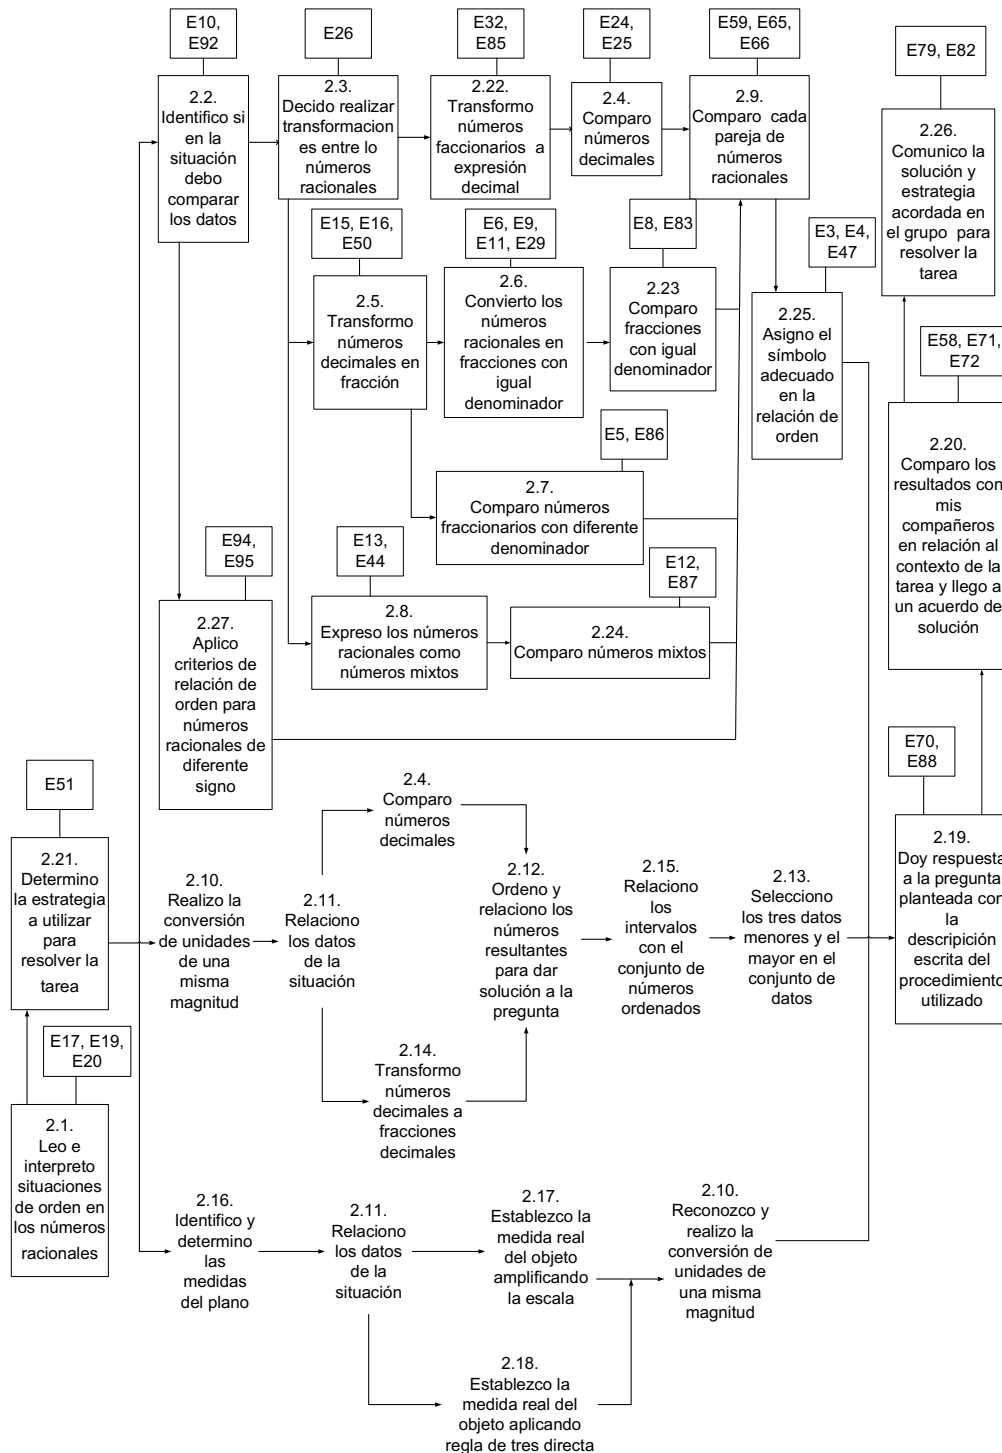 E10,
E92
E26
E32,
E85
E24,
E25
E59, E65,
E66
E79, E82
2.2.
Identifico si
en la
situación
debo
comparar
los datos
2.3.
Decido realizar
transformacion
es entre lo
números
racionales
2.22.
Transformo
números
faccionarios a
expresión
decimal
2.4.
Comparo
números
decimales
2.9.
Comparo cada
pareja de
números
racionales
2.26.
Comunico la
solución y
estrategia
acordada en
el grupo para
resolver la
tarea
E15, E16,
E50
E6, E9,
E11, E29
E8, E83
E3, E4,
E47
2.5.
Transformo
números
decimales en
fracción
2.6.
Convierto los
números
racionales en
fracciones con
igual
denominador
2.23
Comparo
fracciones
con igual
denominador
2.25.
Asigno el
símbolo
adecuado
en la
relación de
orden
E58, E71,
E72
E5, E86
2.7.
Comparo números
fraccionarios con diferente
denominador
2.20.
Comparo los
resultados con
mis
compañeros
en relación al
contexto de la
tarea y llego a
un acuerdo de
solución
E94,
E95
E13,
E44
E12,
E87
2.27.
Aplico
criterios de
relación de
orden para
números
racionales de
diferente
signo
2.8.
Expreso los números
racionales como
números mixtos
2.24.
Comparo números mixtos
E51
E70,
E88
2.21.
Determino
la estrategia
a utilizar
para
resolver la
tarea
2.10.
Realizo la
conversión
de unidades
de una
misma
magnitud
2.11.
Relaciono
los datos
de la
situación
2.4.
Comparo
números
decimales
2.12.
Ordeno y
relaciono los
números
resultantes
para dar
solución a la
pregunta
2.15.
Relaciono
los
intervalos
con el
conjunto de
números
ordenados
2.13.
Selecciono
los tres datos
menores y el
mayor en el
conjunto de
datos
2.19.
Doy respuesta
a la pregunta
planteada con
la
descripición
escrita del
procedimiento
utilizado
E17, E19,
E20
2.14.
Transformo
números
decimales a
fracciones
decimales
2.1.
Leo e
interpreto
situaciones
de orden en
los números
racionales
2.16.
Identifico y
determino
las
medidas
del plano
2.11.
Relaciono
los datos
de la
situación
2.17.
Establezco la
medida real
del objeto
amplificando
la escala
2.10.
Reconozco y
realizo la
conversión de
unidades de
una misma
magnitud
2.18.
Establezco la
medida real del
objeto aplicando
regla de tres directa